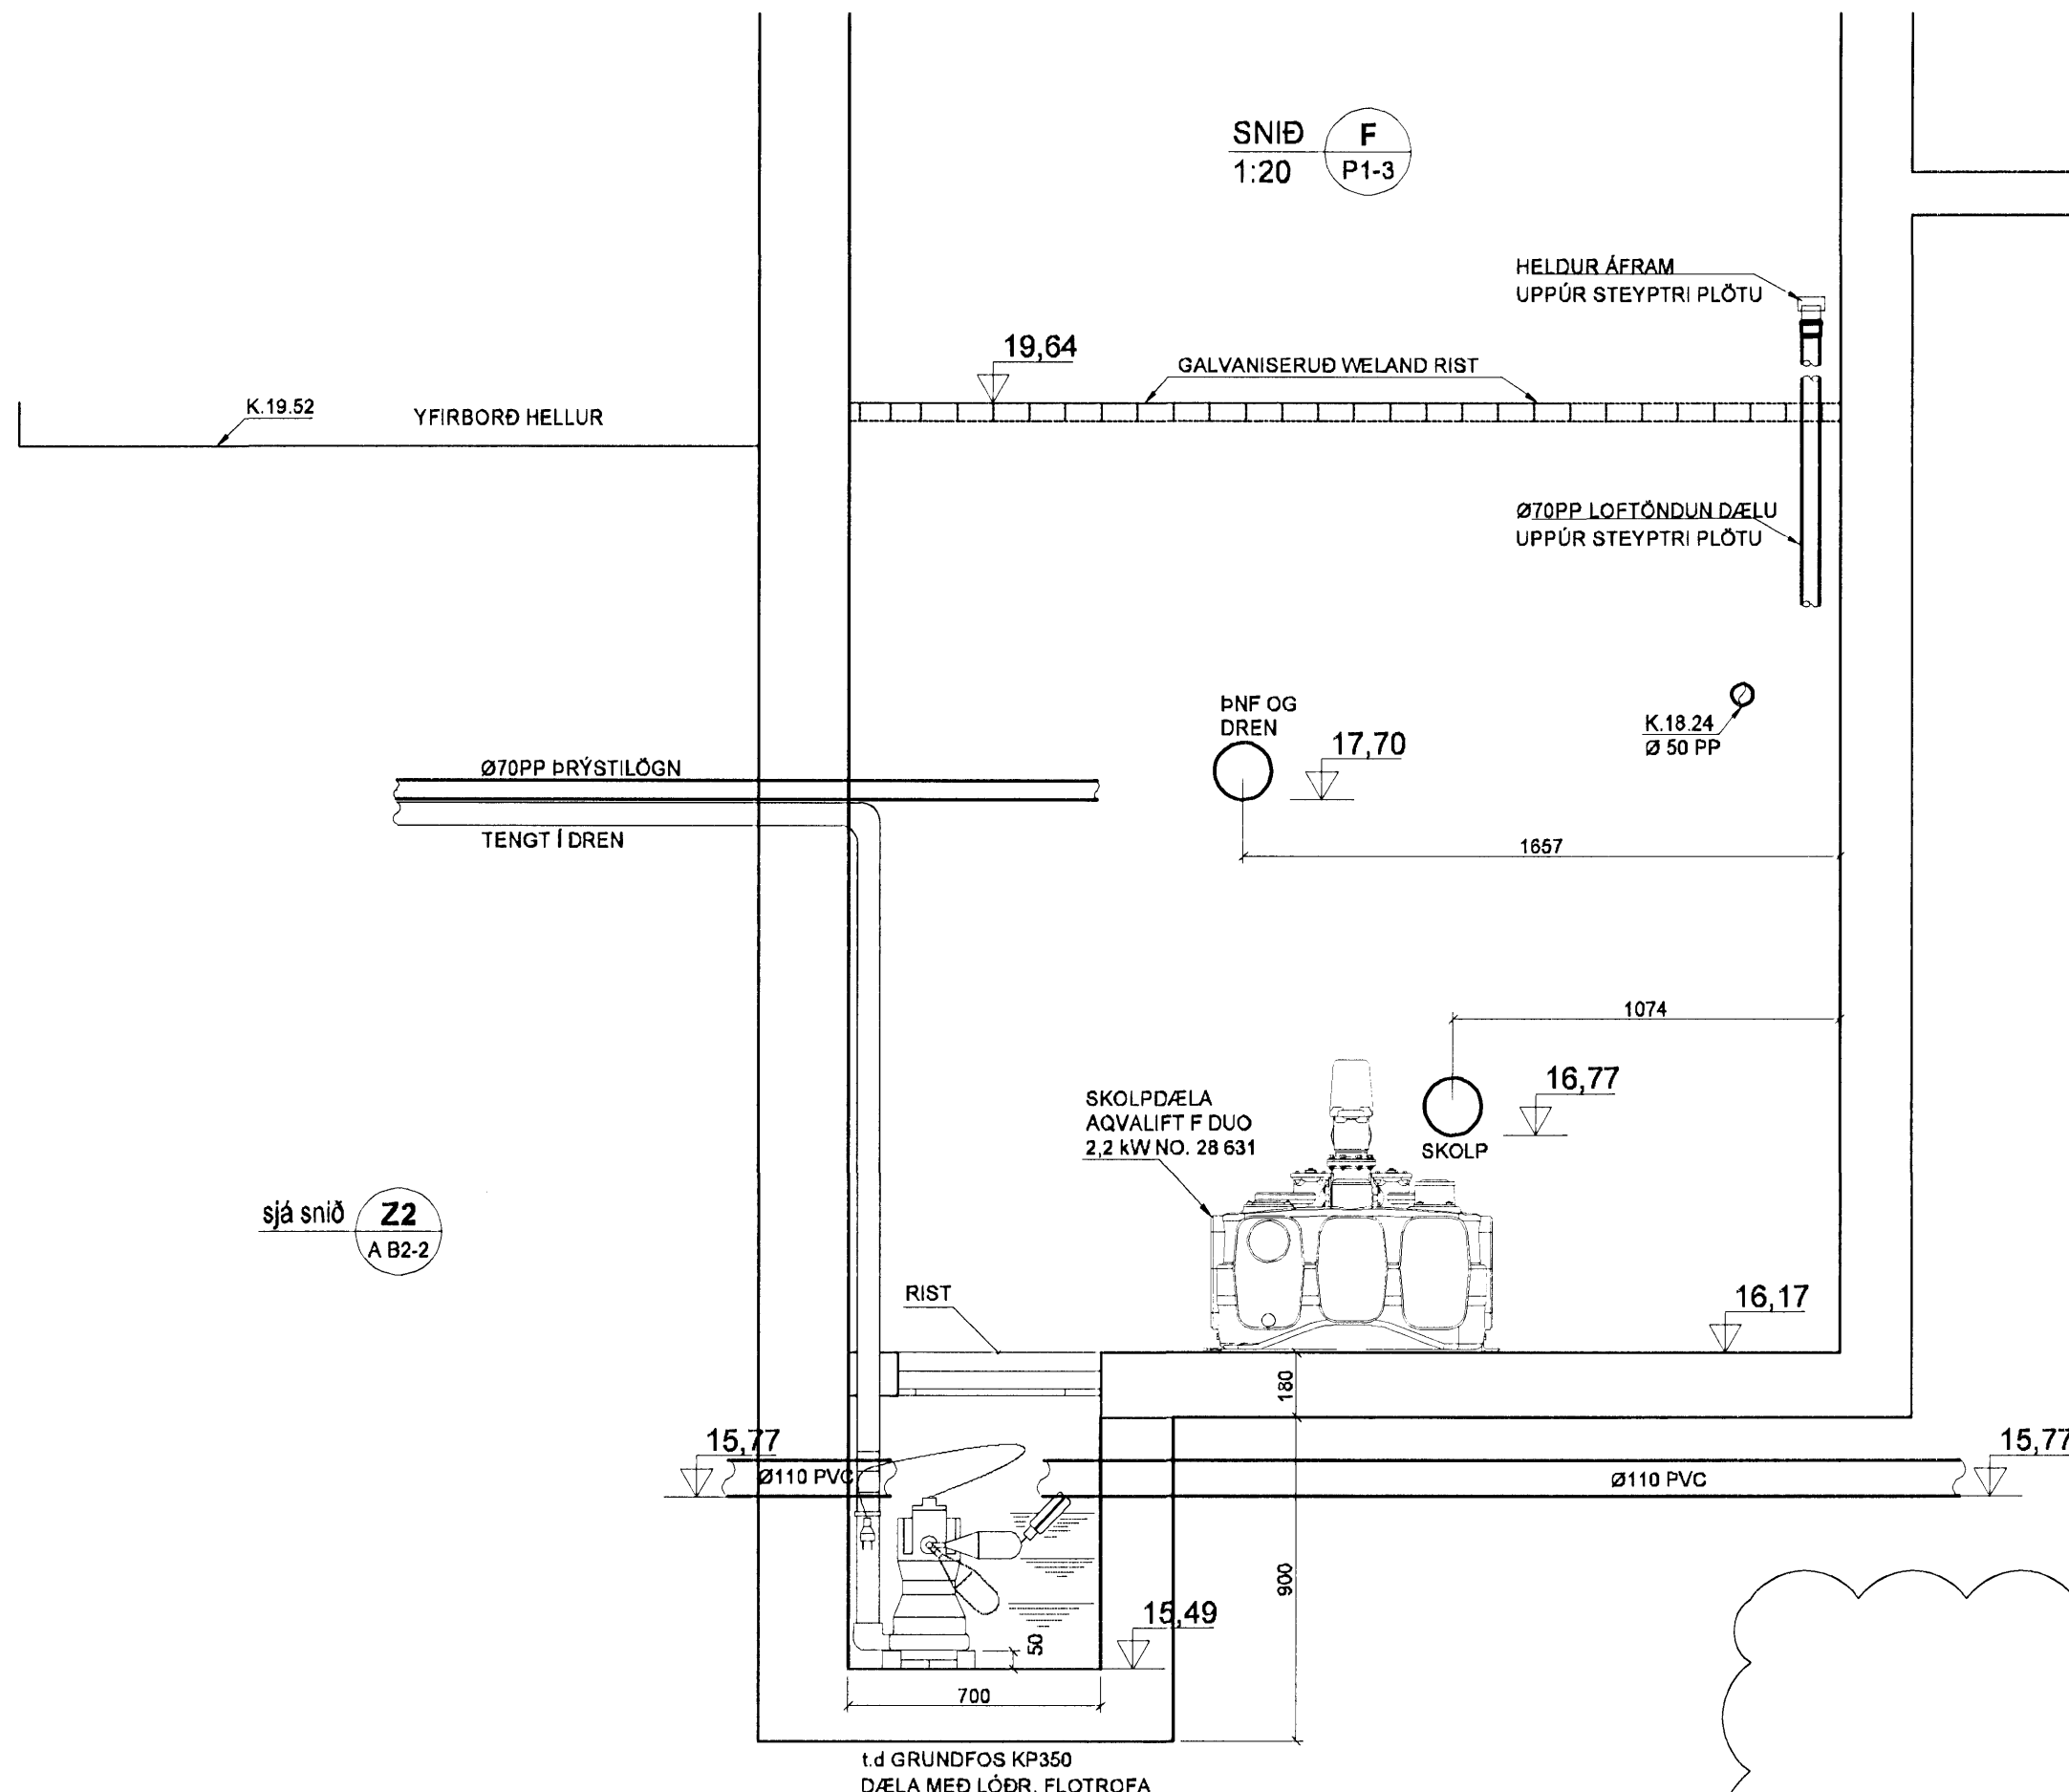 SNIÐ F
1:20 P1-3
HELDUR ÁFRAM
UPPÚR STEYPTRI PLÖTU
19,64
GALVANISERUÐ WELAND RIST
K.19.52
YFIRBORÐ HELLUR
Ø70PP LOFTÖNDUN DÆLU
UPPÚR STEYPTRI PLÖTU
ÞNF OG
DREN
17,70
K.18.24
Ø 50 PP
Ø70PP ÞRÝSTILÖGN
TENGT Í DREN
1657
1074
SKOLPDÆLA
AQVALIFT F DUO
2,2 kW NO. 28 631
16,77
SKOLP
sjá snið Z2
A B2-2
RIST
16,17
180
15,77
Ø110 PVC
Ø110 PVC
15,77
900
15,49
50
700
t.d GRUNDFOS KP350
DÆLA MEÐ LÓÐR. FLOTROFA